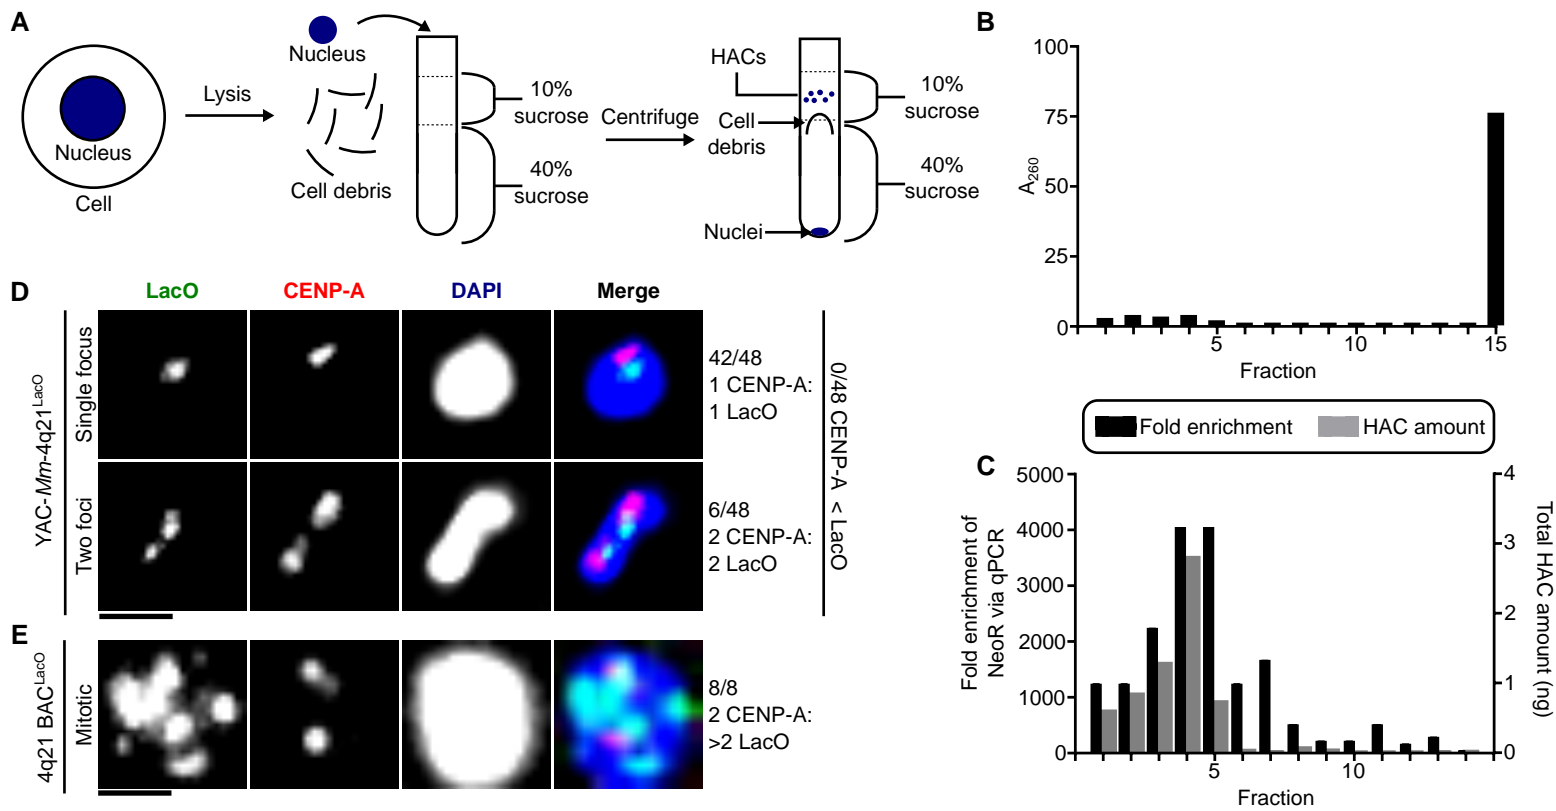 A
Nucleus
Cell
Lysis
Nucleus
Cell debris
10%
sucrose
40%
sucrose
Centrifuge
HACs
Cell
debris
Nuclei
10%
sucrose
40%
sucrose
B
A260
100
75
50
25
0
5
10
15
Fraction
Fold enrichment
HAC amount
C
Fold enrichment of
NeoR via qPCR
5000
4000
3000
2000
1000
0
4
3
2
1
0
Total HAC
amount (ng)
5
10
Fraction
D
LacO
CENP-A
DAPI
Merge
YAC-Mm-4q21LacO
Single focus
42/48
1 CENP-A:
1 LacO
Two foci
6/48
2 CENP-A:
2 LacO
0/48 CENP-A < LacO
E
4q21 BACLacO
Mitotic
8/8
2 CENP-A:
>2 LacO